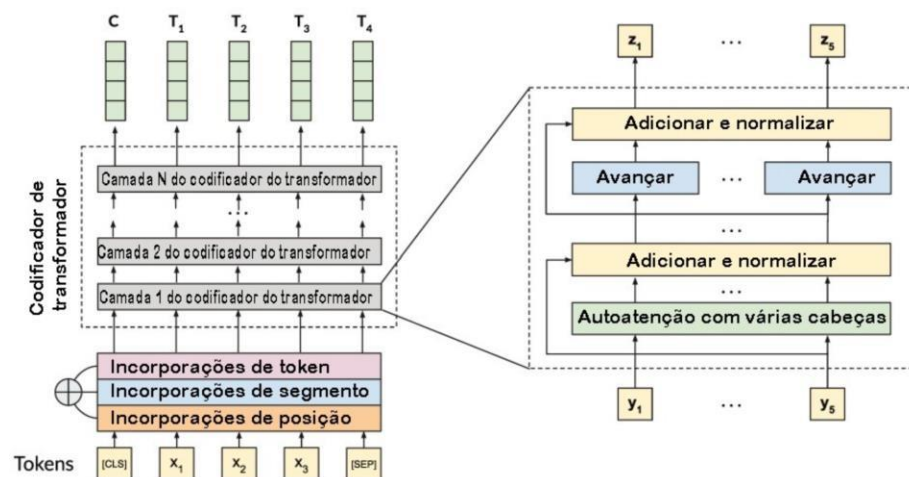 C T1 T2 T3 T4
Camada N do codificador do transformador
...
Camada 2 do codificador do transformador
Camada 1 do codificador do transformador
Codificador de
transformador
Incorporações de token
Incorporações de segmento
Incorporações de posição
Tokens [CLS] X1 X2 X3 [SEP]
z1 ... z5
Adicionar e normalizar
Avançar ... Avançar
...
Adicionar e normalizar
...
Autoatenção com várias cabeças
y1 ... y5